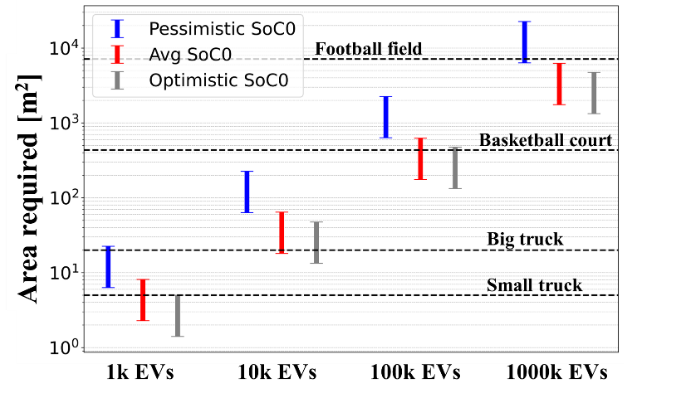 Area required [m²]
10⁴
10³
10²
10¹
10⁰
Pessimistic SoC0
Avg SoC0
Optimistic SoC0
Football field
Basketball court
Big truck
Small truck
1k EVs 10k EVs 100k EVs 1000k EVs